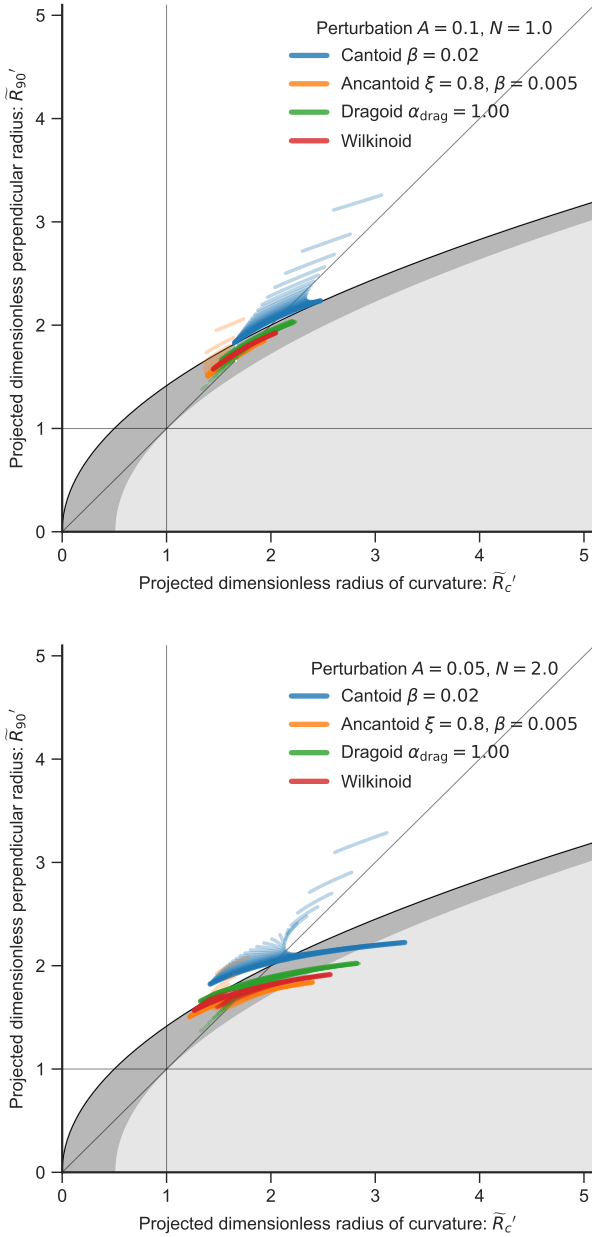 Perturbation A = 0.1, N = 1.0
Cantoid β = 0.02
Ancantoid ξ = 0.8, β = 0.005
Dragoid α_drag = 1.00
Wilkinoid
Projected dimensionless perpendicular radius: R̃₉₀′
5
4
3
2
1
0
0 1 2 3 4 5
Projected dimensionless radius of curvature: R̃_c′
Perturbation A = 0.05, N = 2.0
Cantoid β = 0.02
Ancantoid ξ = 0.8, β = 0.005
Dragoid α_drag = 1.00
Wilkinoid
Projected dimensionless perpendicular radius: R̃₉₀′
5
4
3
2
1
0
0 1 2 3 4 5
Projected dimensionless radius of curvature: R̃_c′